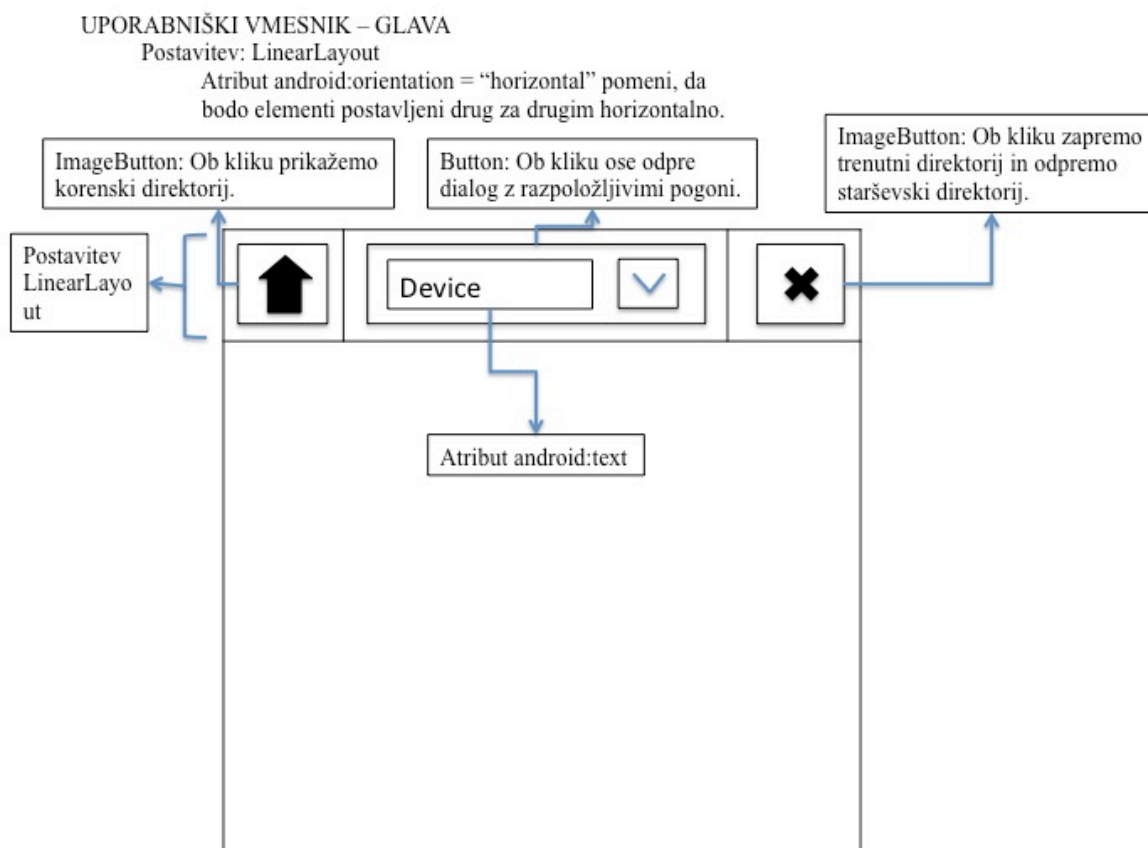 UPORABNIŠKI VMESNIK – GLAVA
Postavitev: LinearLayout
Atribut android:orientation = “horizontal” pomeni, da
bodo elementi postavljeni drug za drugim horizontalno.
ImageButton: Ob kliku prikažemo
korenski direktorij.
Button: Ob kliku ose odpre
dialog z razpoložljivimi pogoni.
ImageButton: Ob kliku zapremo
trenutni direktorij in odpremo
starševski direktorij.
Postavitev
LinearLayo
ut
Device
Atribut android:text